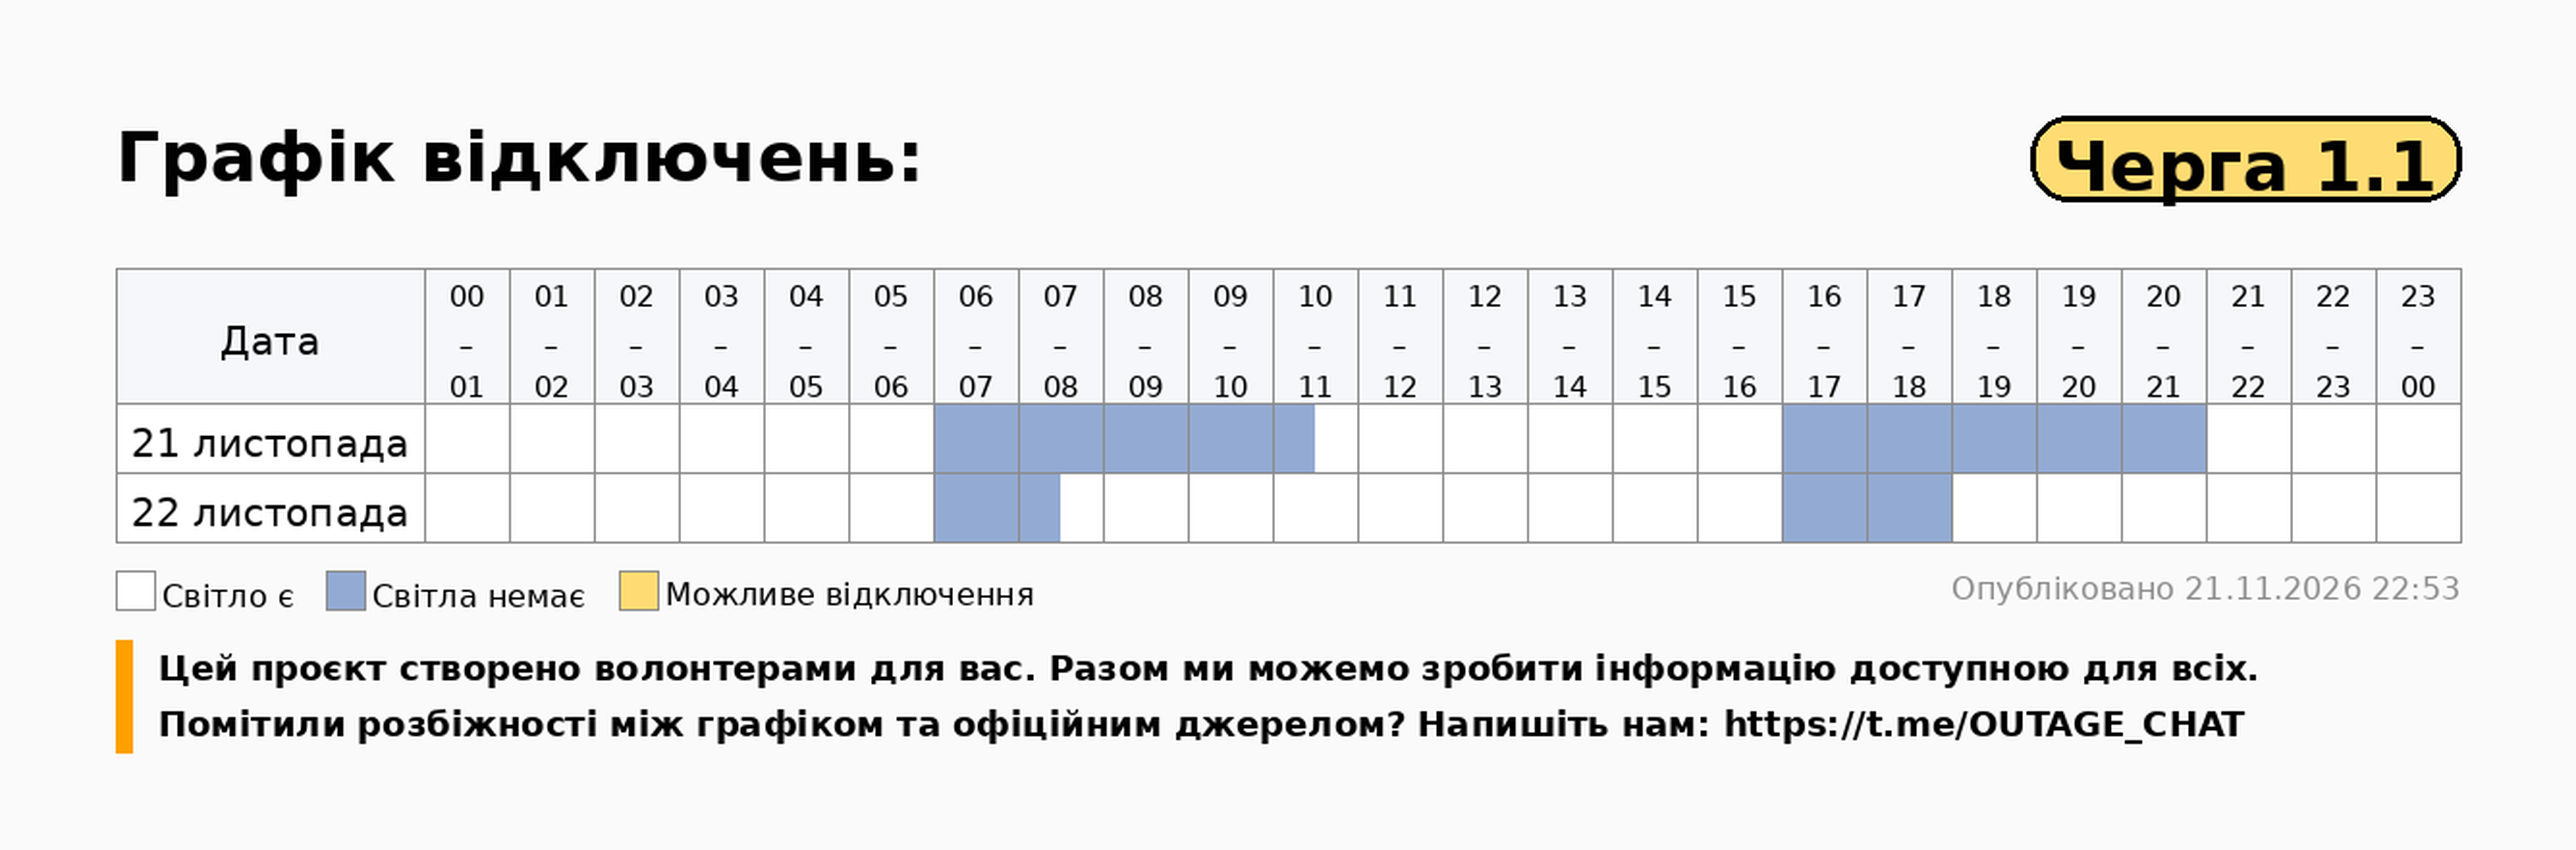 Графік відключень:
Черга 1.1
Дата 00 – 01 01 – 02 02 – 03 03 – 04 04 – 05 05 – 06 06 – 07 07 – 08 08 – 09 09 – 10 10 – 11 11 – 12 12 – 13 13 – 14 14 – 15 15 – 16 16 – 17 17 – 18 18 – 19 19 – 20 20 – 21 21 – 22 22 – 23 23 – 00
21 листопада
22 листопада
Світло є Світла немає Можливе відключення
Опубліковано 21.11.2026 22:53
Цей проєкт створено волонтерами для вас. Разом ми можемо зробити інформацію доступною для всіх.
Помітили розбіжності між графіком та офіційним джерелом? Напишіть нам: https://t.me/OUTAGE_CHAT